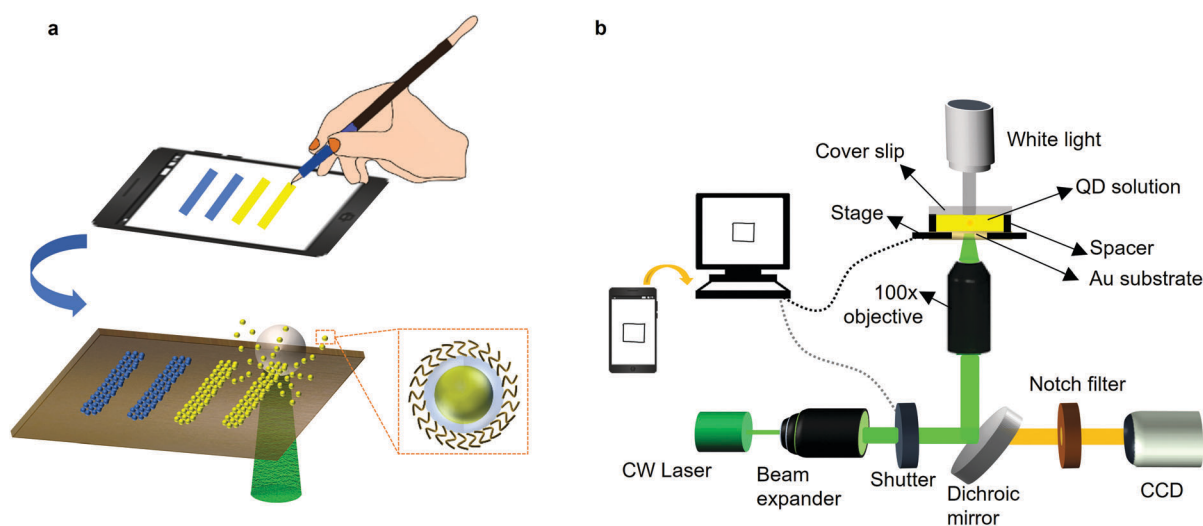 a
b
White light
Cover slip
QD solution
Stage
Spacer
Au substrate
100x
objective
Notch filter
CW Laser
Beam
expander
Shutter
Dichroic
mirror
CCD